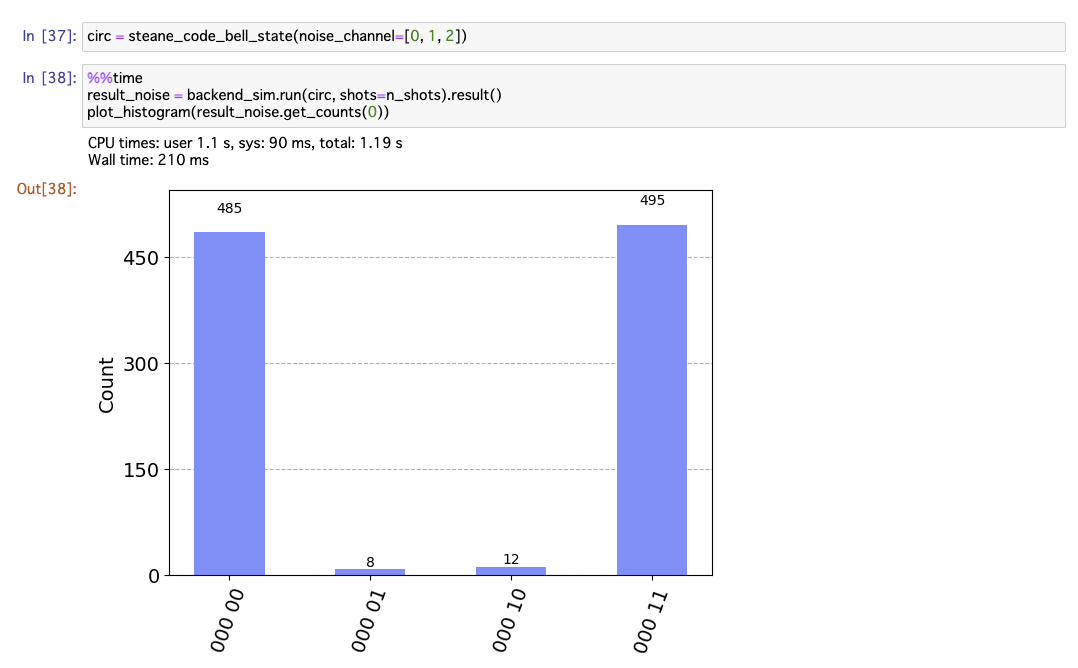 In [37]: circ = steane_code_bell_state(noise_channel=[0, 1, 2])
In [38]: %%time
result_noise = backend_sim.run(circ, shots=n_shots).result()
plot_histogram(result_noise.get_counts(0))
CPU times: user 1.1 s, sys: 90 ms, total: 1.19 s
Wall time: 210 ms
Out[38]:
485
495
450
300
150
0
Count
8
12
000 00
000 01
000 10
000 11